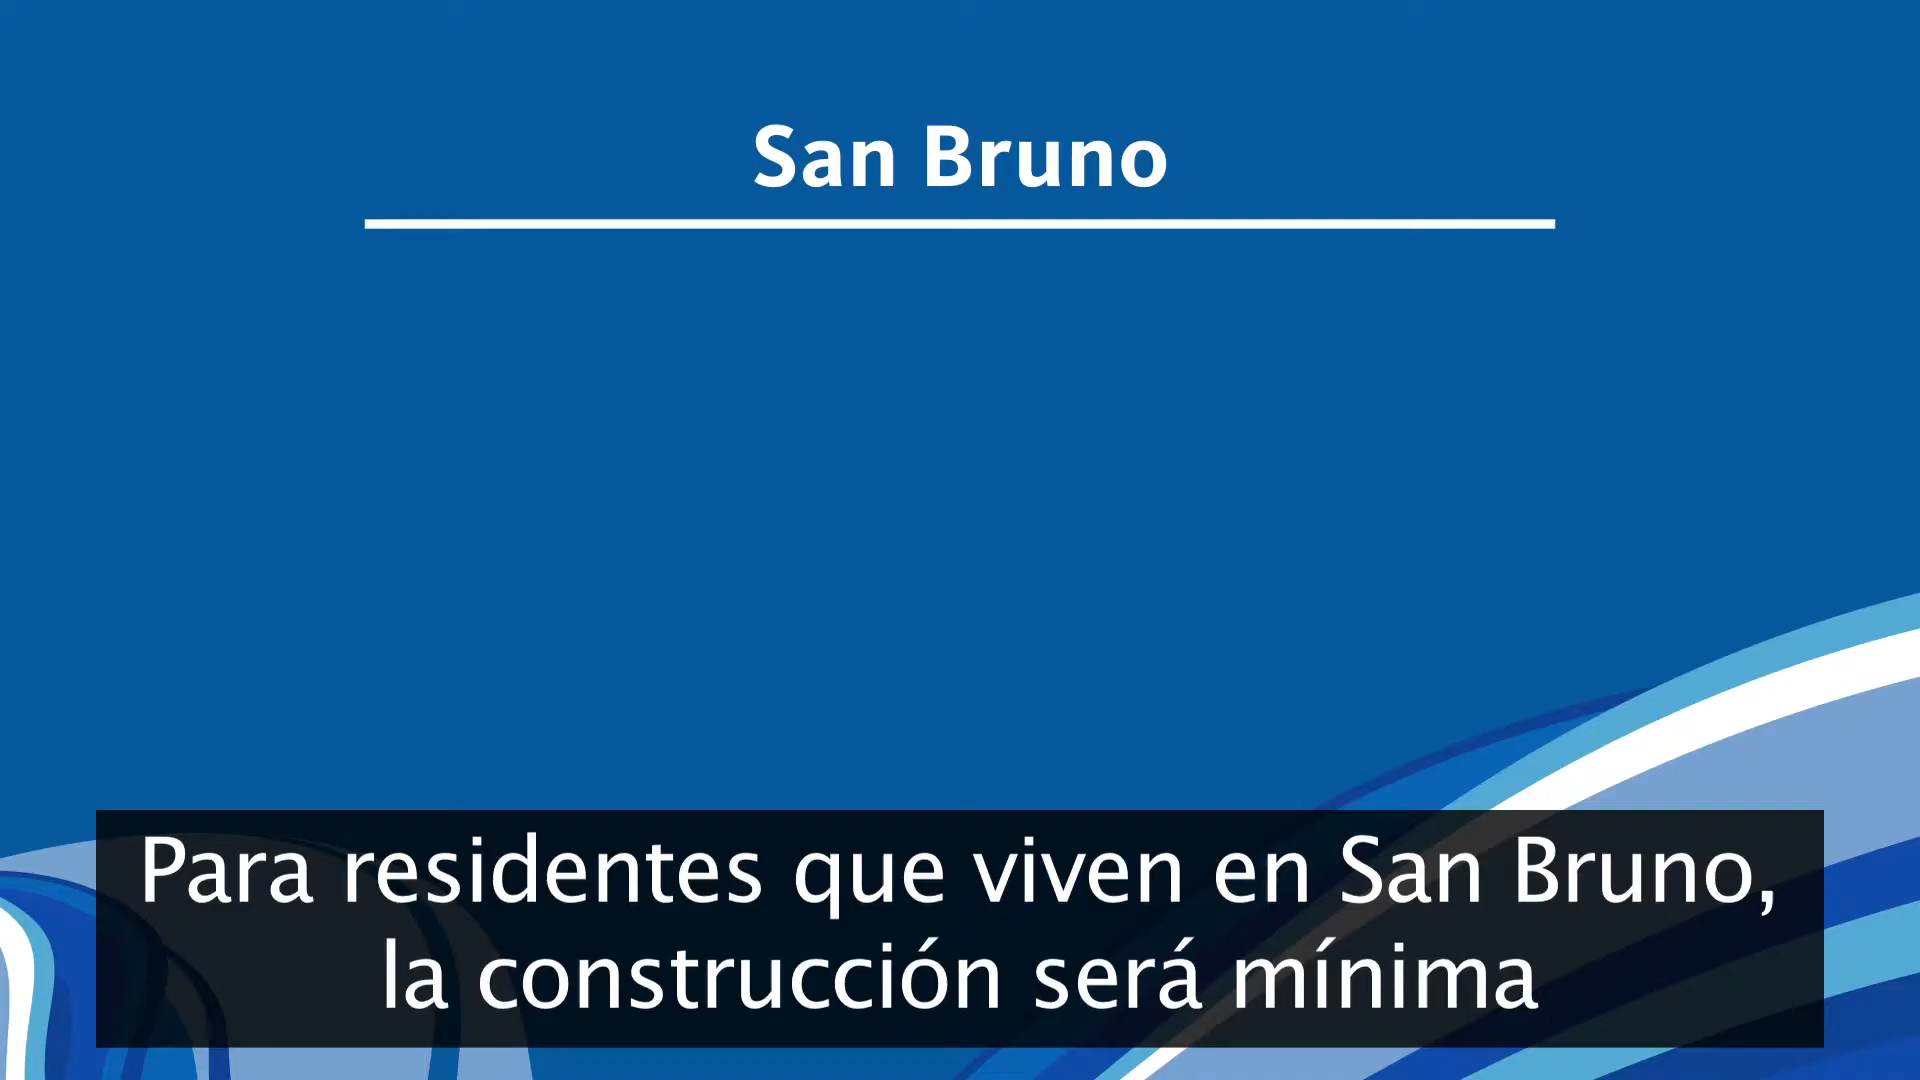 San Bruno
Para residentes que viven en San Bruno,
la construcción será mínima